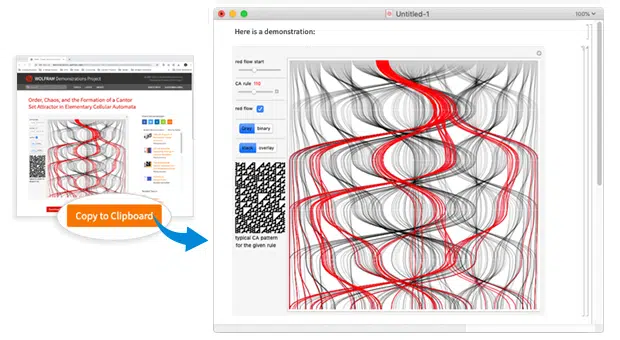 WOLFRAM Demonstrations Project
Order, Chaos, and the Formation of a Cantor
Set Attractor in Elementary Cellular Automata
Copy to Clipboard
Untitled-1
100%
Here is a demonstration:
red flow start
CA rule 110
red flow
Grey binary
mask overlay
typical CA pattern
for the given rule